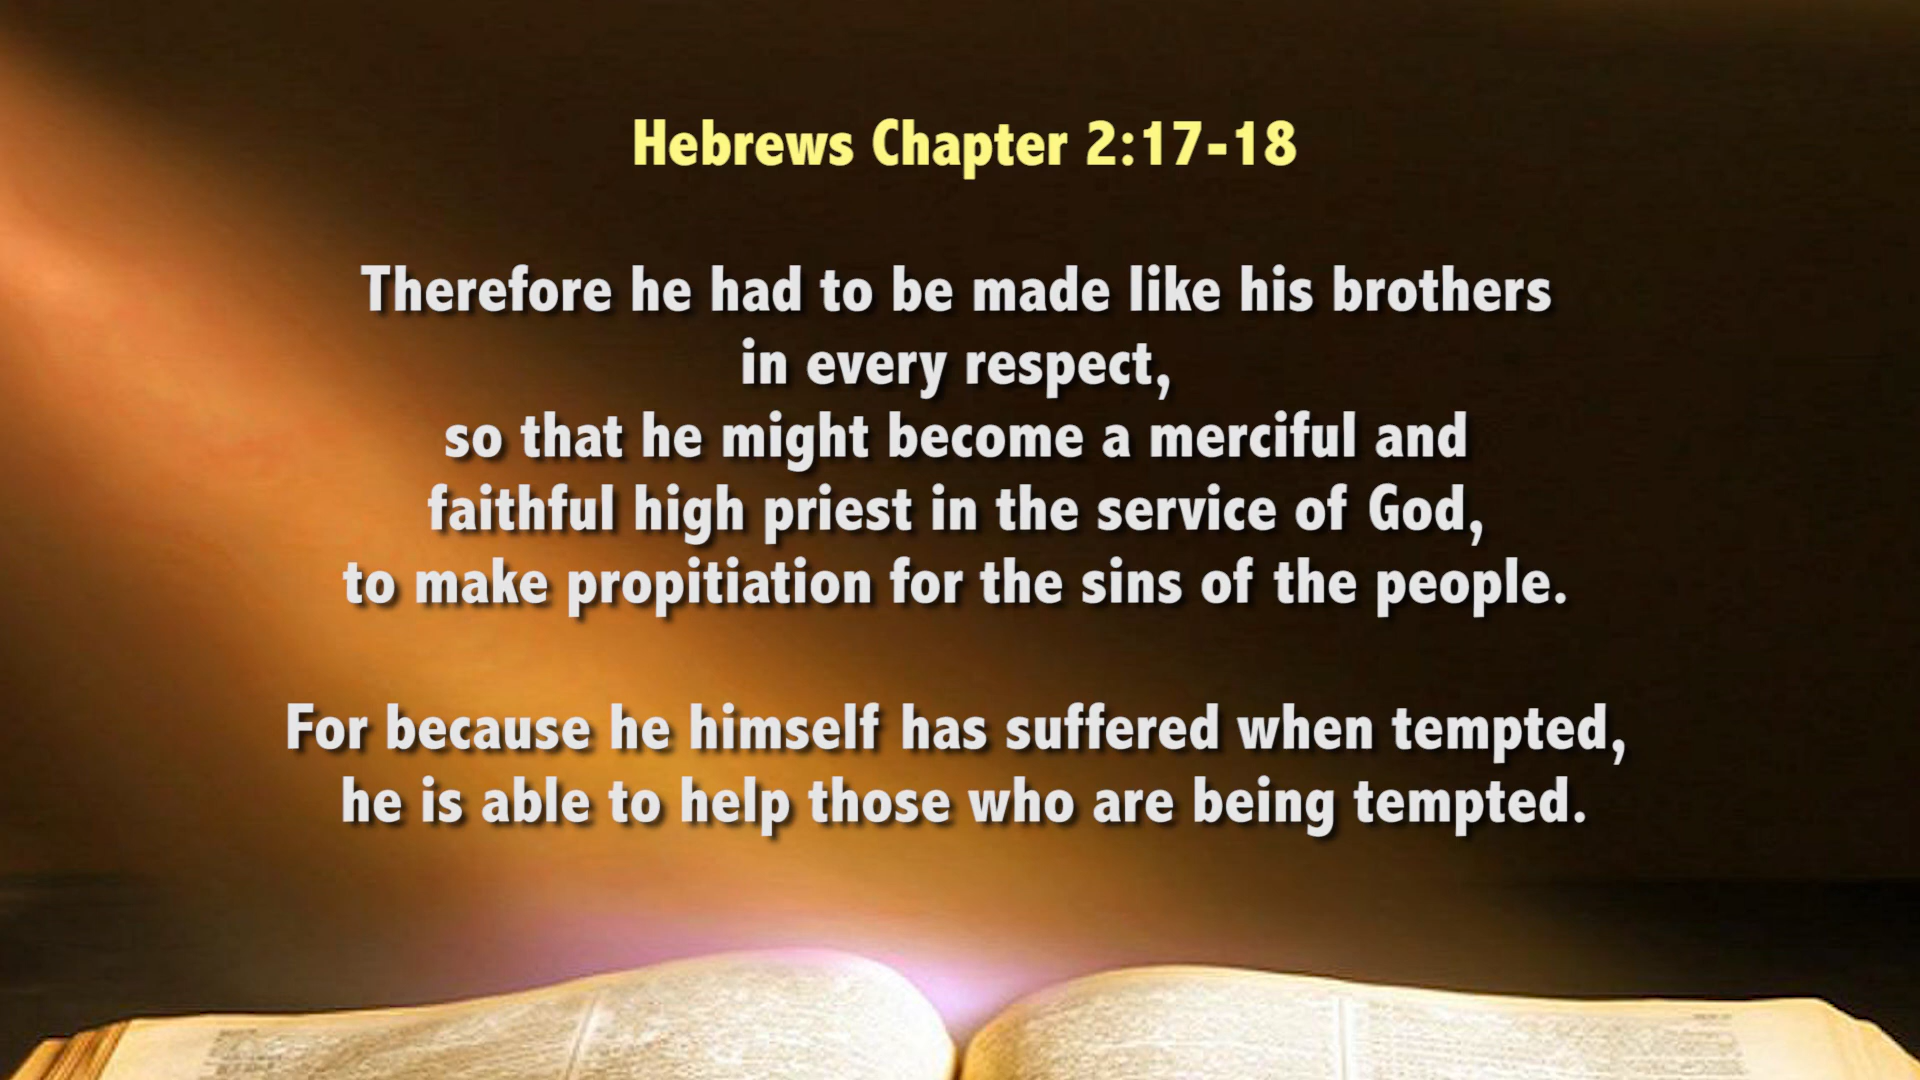 Hebrews Chapter 2:17-18
Therefore he had to be made like his brothers
in every respect,
so that he might become a merciful and
faithful high priest in the service of God,
to make propitiation for the sins of the people.
For because he himself has suffered when tempted,
he is able to help those who are being tempted.